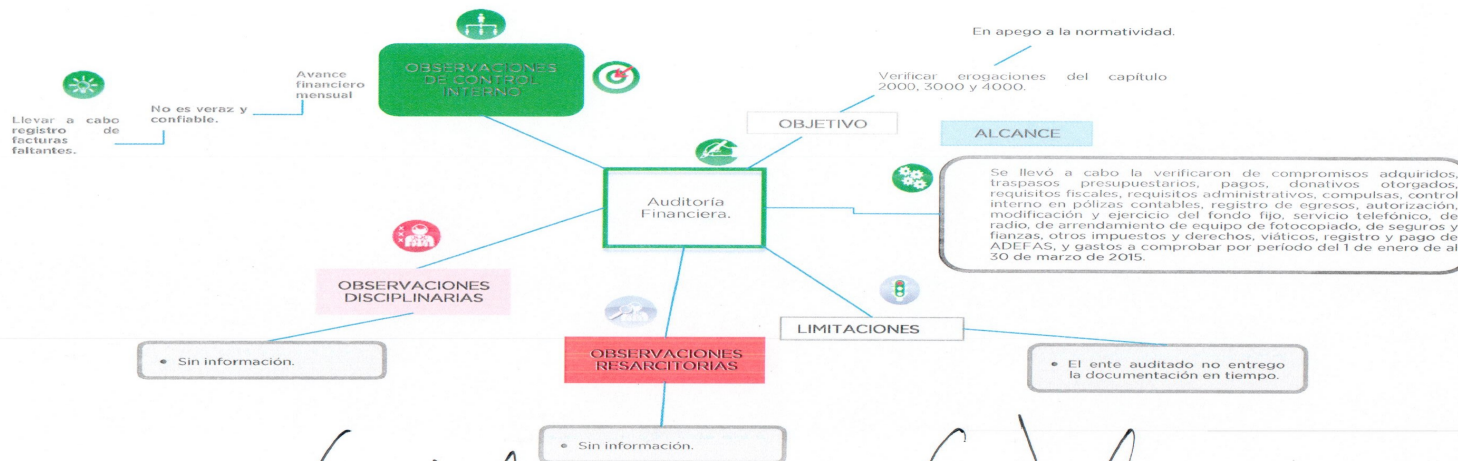 OBSERVACIONES
DE CONTROL
INTERNO
Avance
financiero
mensual
No es veraz y
confiable.
Llevar a cabo
registro de
facturas
faltantes.
En apego a la normatividad.
Verificar erogaciones del capítulo
2000, 3000 y 4000.
OBJETIVO
ALCANCE
Se llevó a cabo la verificaron de compromisos adquiridos,
traspasos presupuestarios, pagos, donativos otorgados,
requisitos fiscales, requisitos administrativos, compulsas, control
interno en pólizas contables, registro de egresos, autorización,
modificación y ejercicio del fondo fijo, servicio telefónico, de
radio, de arrendamiento de equipo de fotocopiado, de seguros y
fianzas, otros impuestos y derechos, viáticos, registro y pago de
ADEFAS, y gastos a comprobar por período del 1 de enero de al
30 de marzo de 2015.
Auditoría
Financiera.
OBSERVACIONES
DISCIPLINARIAS
• Sin información.
OBSERVACIONES
RESARCITORIAS
• Sin información.
LIMITACIONES
• El ente auditado no entrego
la documentación en tiempo.